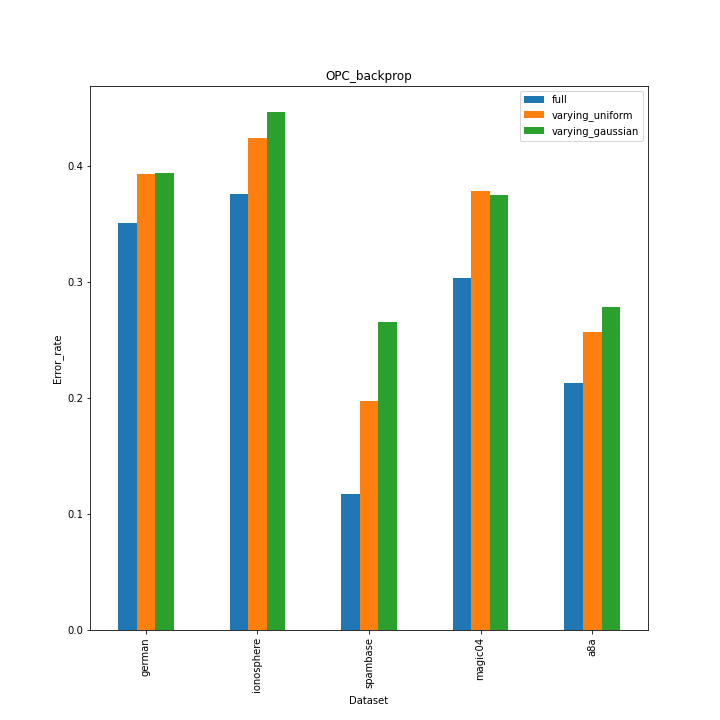 OPC_backprop
full
varying_uniform
varying_gaussian
Error_rate
0.4
0.3
0.2
0.1
0.0
german
ionosphere
spambase
magic04
a8a
Dataset